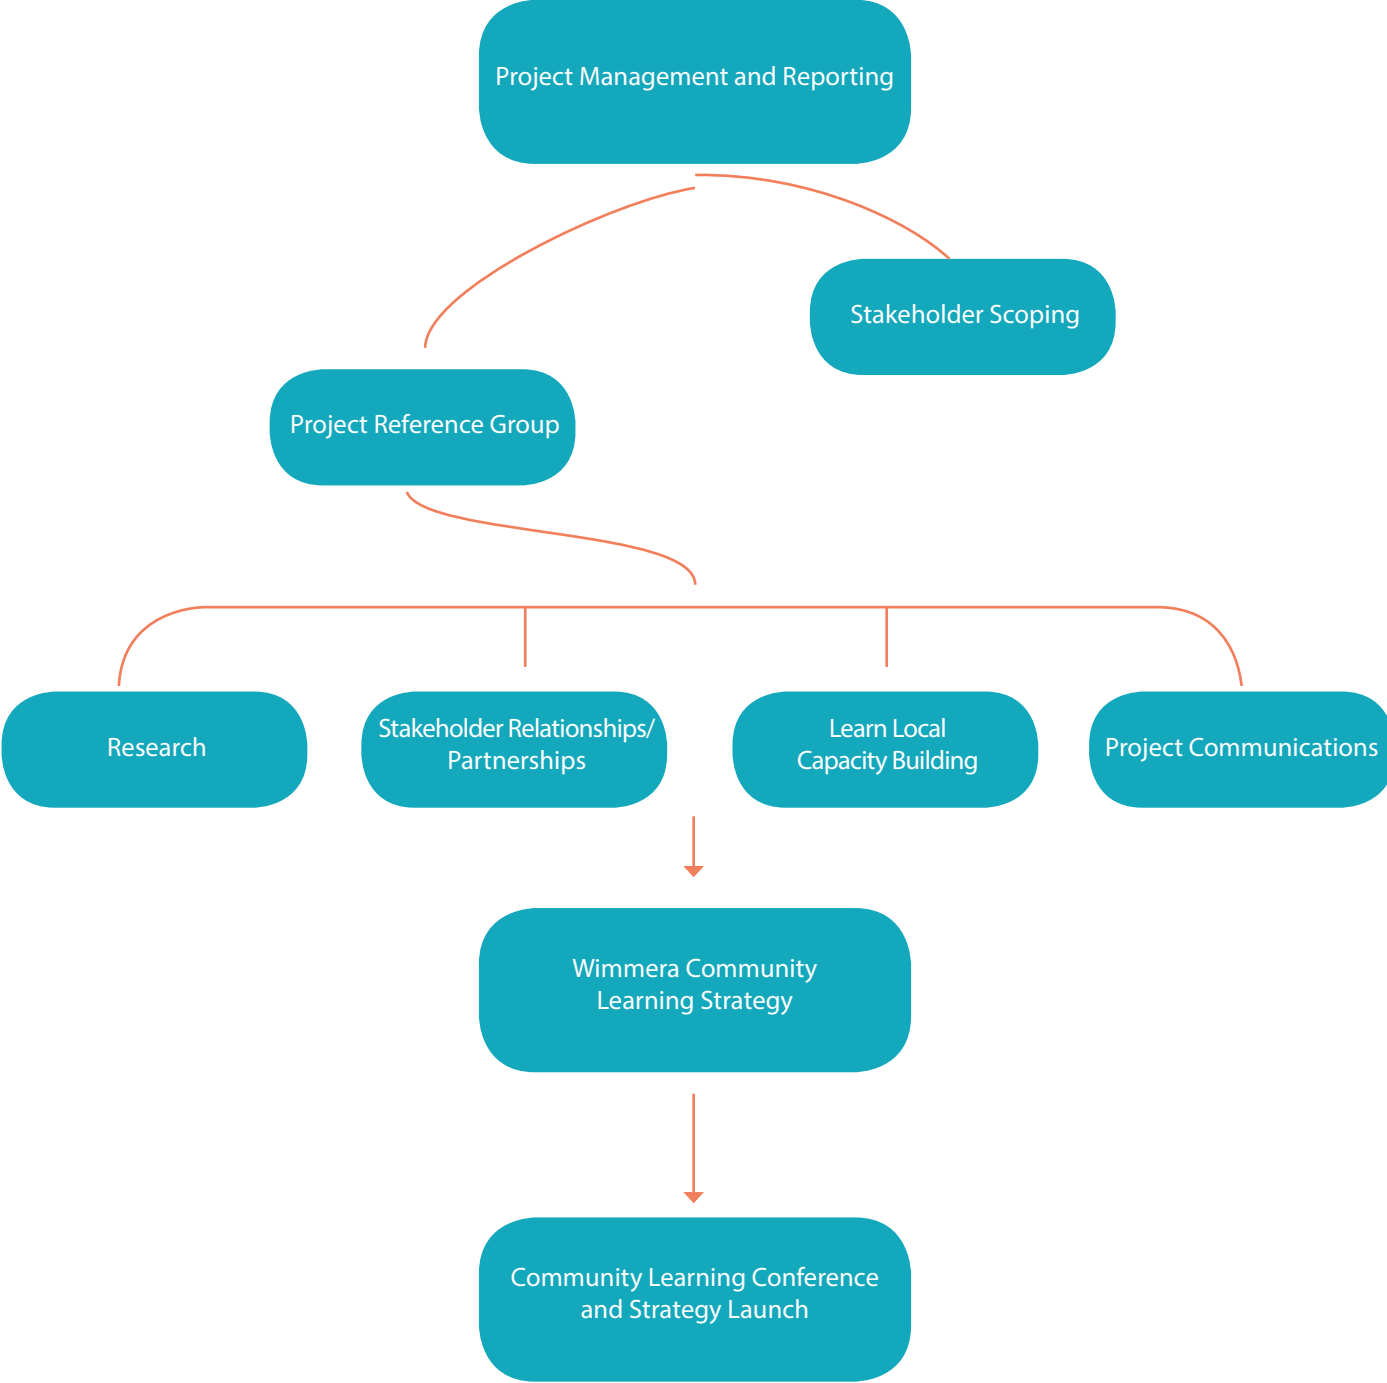 Project Management and Reporting
Stakeholder Scoping
Project Reference Group
Research
Stakeholder Relationships/
Partnerships
Learn Local
Capacity Building
Project Communications
Wimmera Community
Learning Strategy
Community Learning Conference
and Strategy Launch